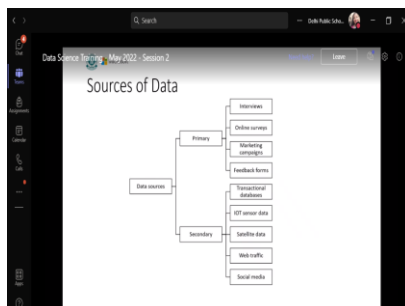 Search
Delhi Public Scho...
Chat
Data Science Training - May 2022 - Session 2
Leave
Teams
Sources of Data
Assignments
Interviews
Calendar
Online surveys
Primary
Calls
Marketing
campaigns
Feedback forms
Data sources
Transactional
databases
IOT sensor data
Secondary
Satellite data
Web traffic
Apps
Social media